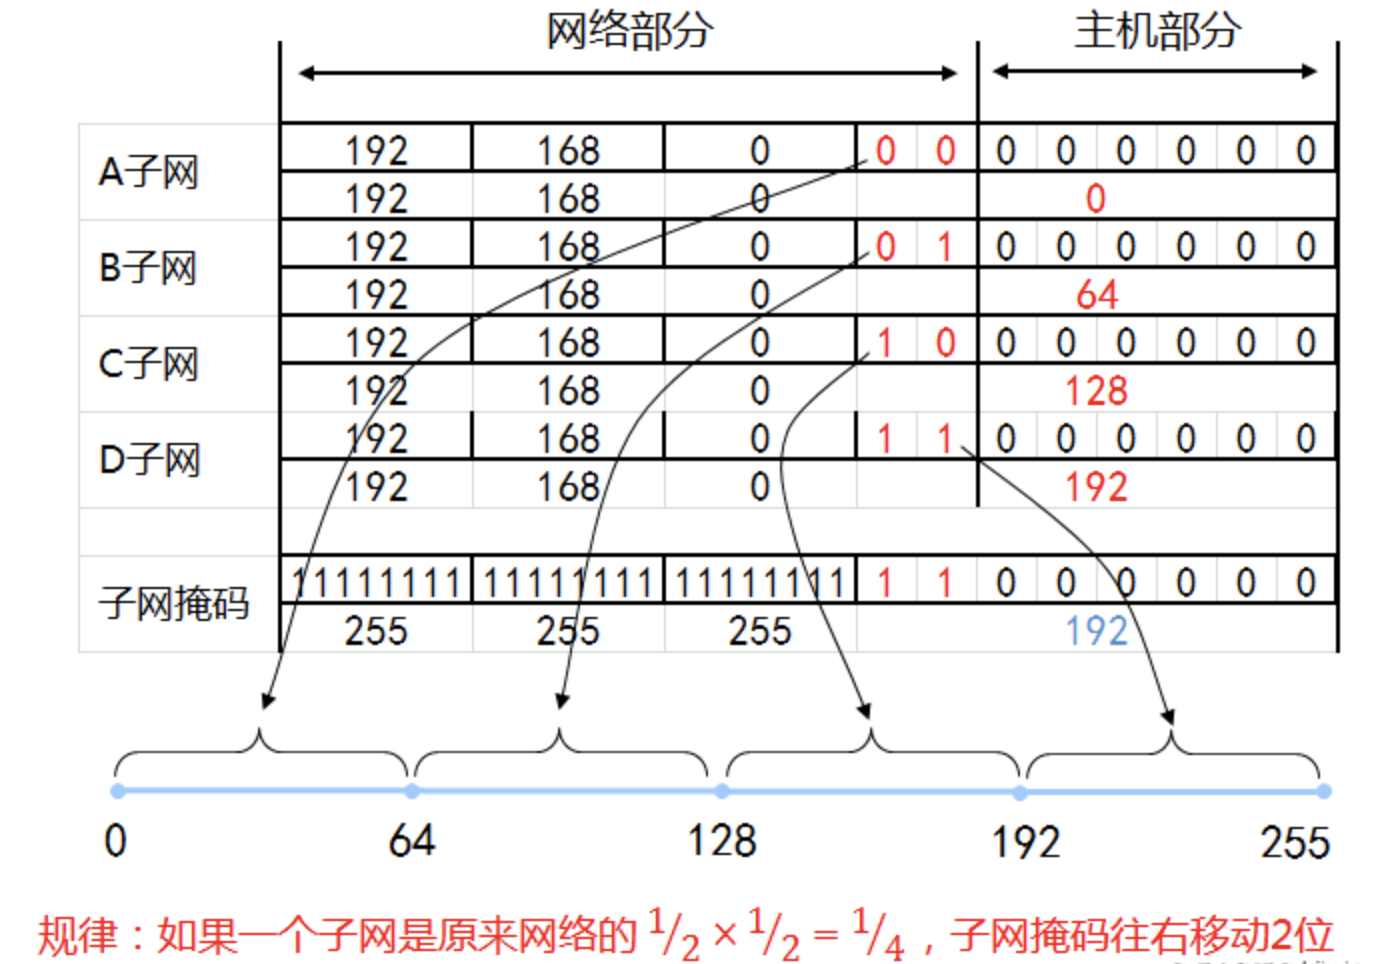 网络部分 主机部分
A子网 192 168 0 0 0 0 0 0 0 0 0
192 168 0 0
B子网 192 168 0 0 1 0 0 0 0 0 0
192 168 0 64
C子网 192 168 0 1 0 0 0 0 0 0 0
192 168 0 128
D子网 192 168 0 1 1 0 0 0 0 0 0
192 168 0 192
子网掩码 11111111 11111111 11111111 1 1 0 0 0 0 0 0
255 255 255 192
0 64 128 192 255
规律：如果一个子网是原来网络的 1/2 × 1/2 = 1/4 ，子网掩码往右移动2位